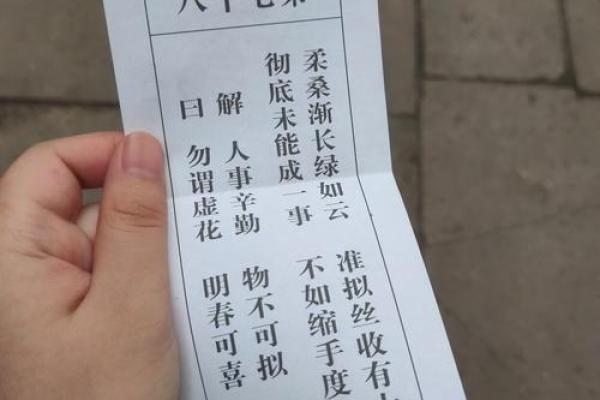 第七十八
柔桑渐长绿如云 准拟丝收有
彻底未能成一事 不如缩手度
解 人事辛勤 物不可拟
曰 勿谓虚花 明春可喜